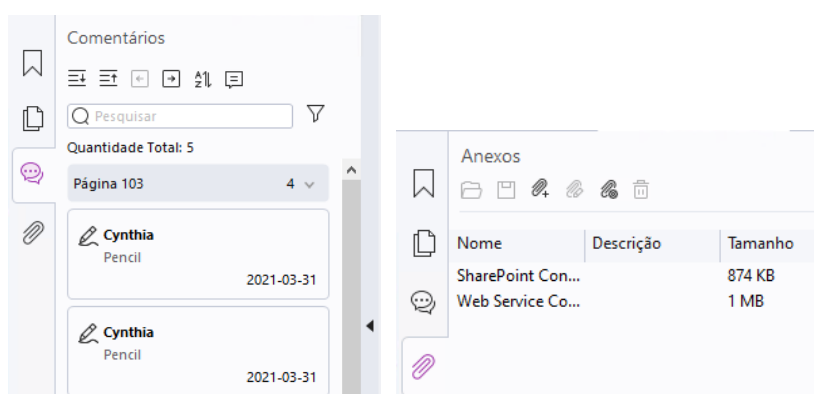 Comentários
Pesquisar
Quantidade Total: 5
Página 103 4
Cynthia
Pencil
2021-03-31
Cynthia
Pencil
2021-03-31
Anexos
Nome Descrição Tamanho
SharePoint Con... 874 KB
Web Service Co... 1 MB